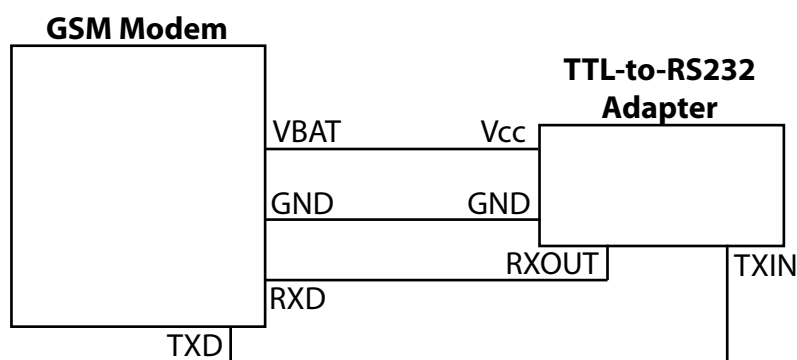 GSM Modem
TTL-to-RS232
Adapter
VBAT
Vcc
GND
GND
RXOUT
TXIN
RXD
TXD